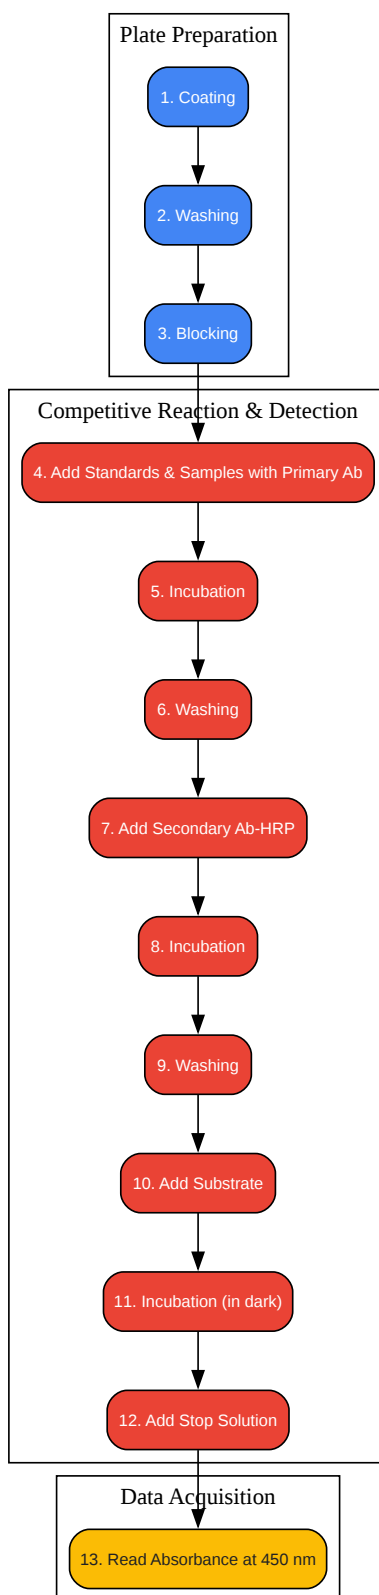 Plate Preparation
1. Coating
2. Washing
3. Blocking
Competitive Reaction & Detection
4. Add Standards & Samples with Primary Ab
5. Incubation
6. Washing
7. Add Secondary Ab-HRP
8. Incubation
9. Washing
10. Add Substrate
11. Incubation (in dark)
12. Add Stop Solution
Data Acquisition
13. Read Absorbance at 450 nm